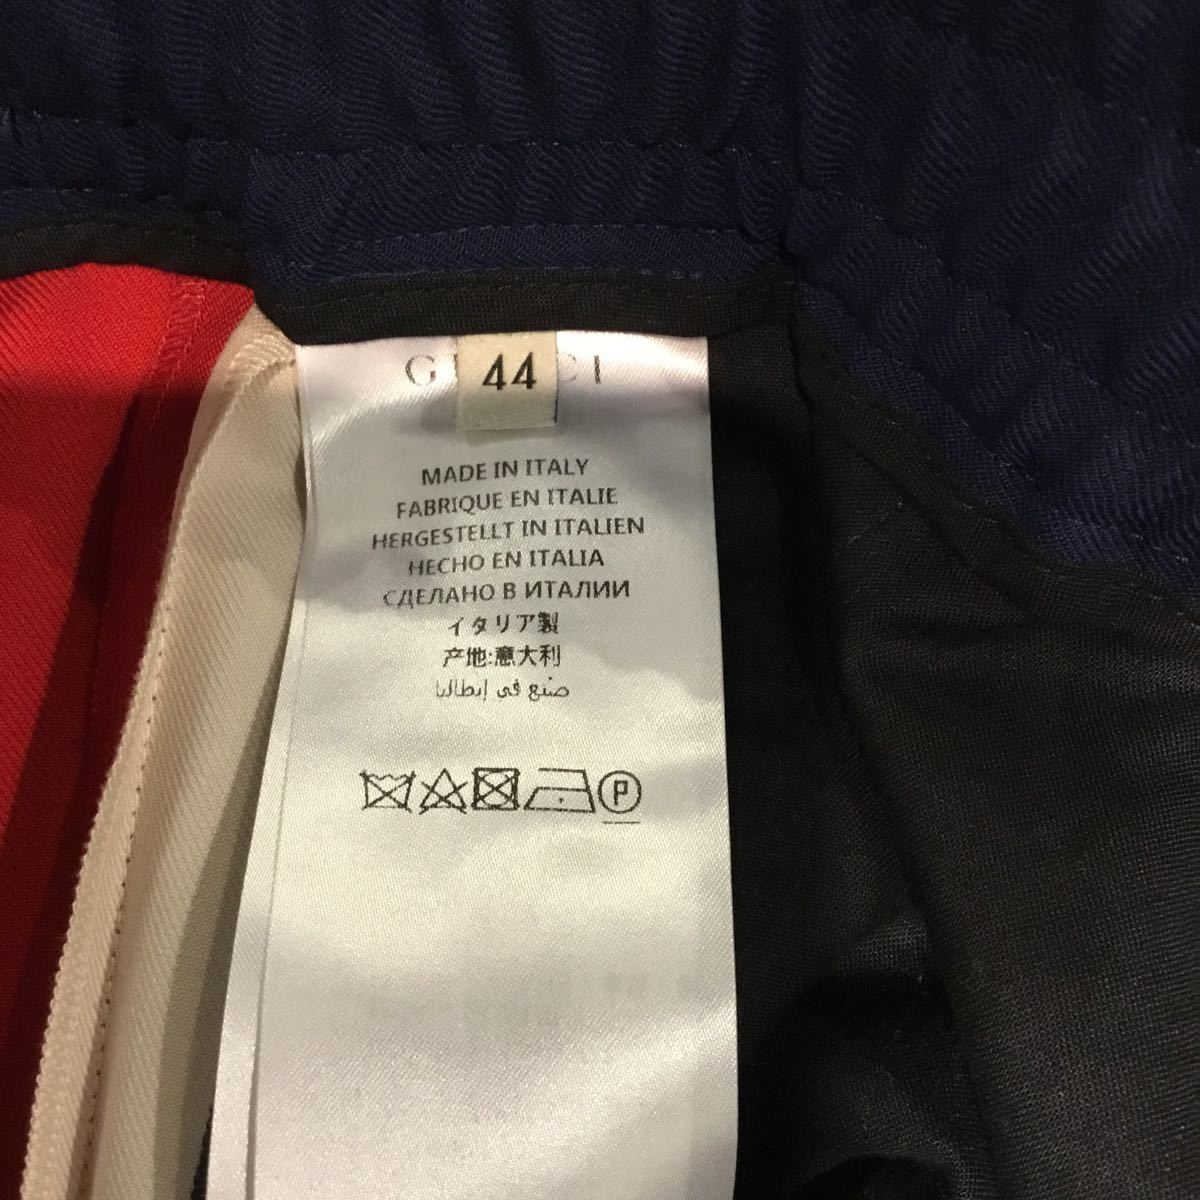 44
MADE IN ITALY
FABRIQUE EN ITALIE
HERGESTELLT IN ITALIEN
HECHO EN ITALIA
СДЕЛАНО В ИТАЛИИ
イタリア製
产地:意大利
صنع في إيطاليا
P